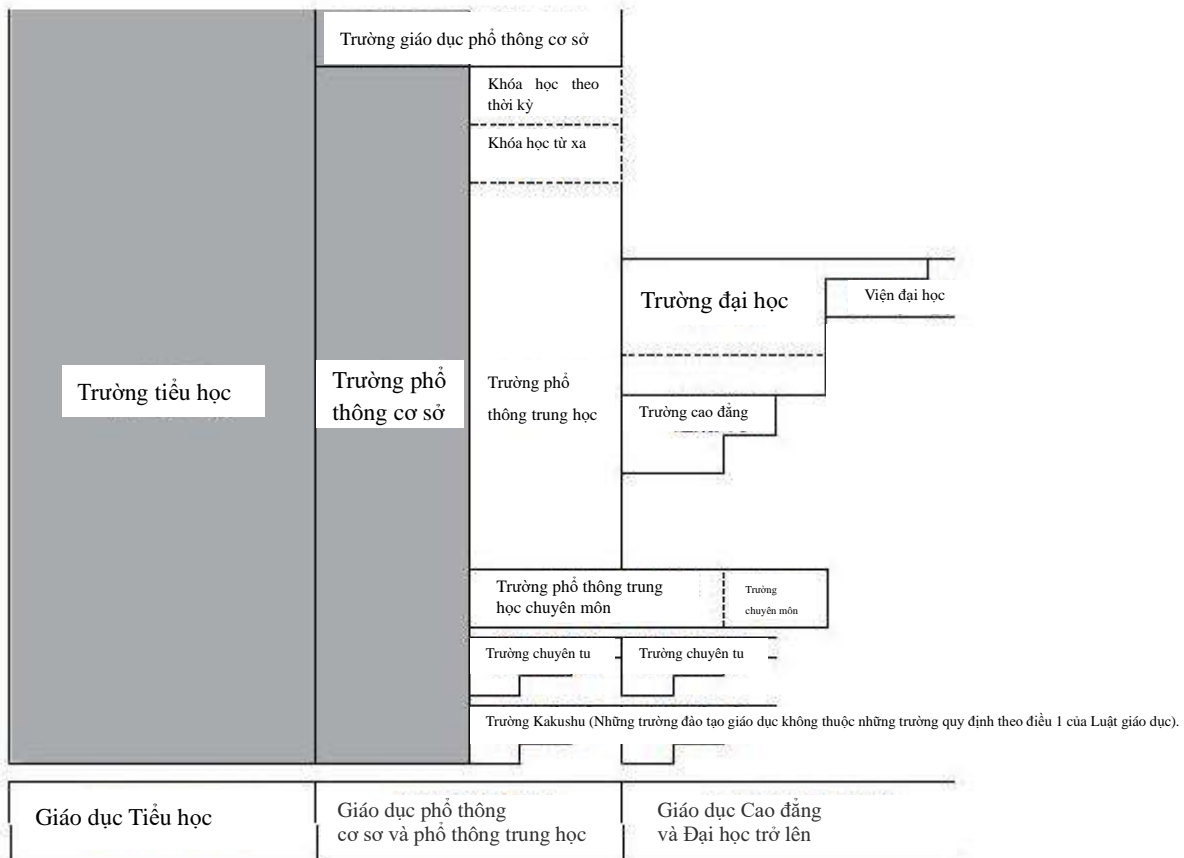 Trường giáo dục phổ thông cơ sở
Khóa học theo
thời kỳ
Khóa học từ xa
Trường đại học
Viện đại học
Trường tiểu học
Trường phổ
thông cơ sở
Trường phổ
thông trung học
Trường cao đẳng
Trường phổ thông trung
học chuyên môn
Trường
chuyên môn
Trường chuyên tu
Trường chuyên tu
Trường Kakushu (Những trường đào tạo giáo dục không thuộc những trường quy định theo điều 1 của Luật giáo dục).
Giáo dục Tiểu học
Giáo dục phổ thông
cơ sơ và phổ thông trung học
Giáo dục Cao đẳng
và Đại học trở lên